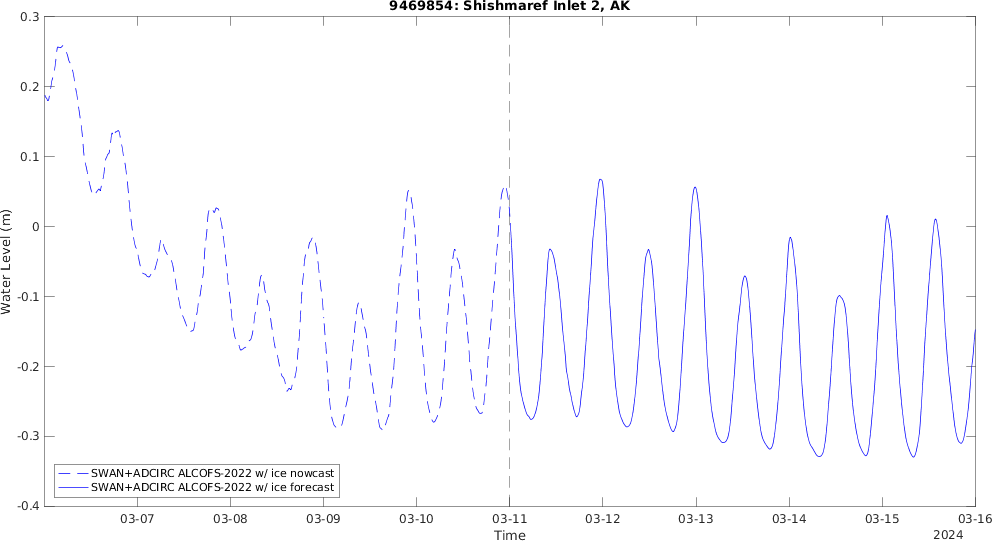 9469854: Shishmaref Inlet 2, AK
0.3
0.2
0.1
0
-0.1
-0.2
-0.3
-0.4
Water Level (m)
SWAN+ADCIRC ALCOFS-2022 w/ ice nowcast
SWAN+ADCIRC ALCOFS-2022 w/ ice forecast
03-07 03-08 03-09 03-10 03-11 03-12 03-13 03-14 03-15 03-16
Time
2024